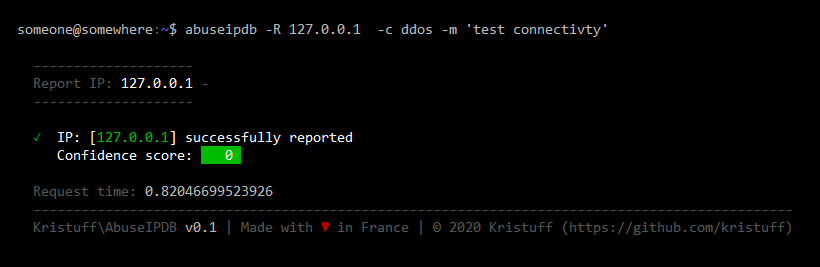 someone@somewhere:~$ abuseipdb -R 127.0.0.1  -c ddos -m 'test connectivty'
--------------------
Report IP: 127.0.0.1 -
--------------------
✓  IP: [127.0.0.1] successfully reported
Confidence score: 0
Request time: 0.82046699523926
-----------------------------------------------------------------------------------------------
Kristuff\AbuseIPDB v0.1 | Made with ♥ in France | © 2020 Kristuff (https://github.com/kristuff)